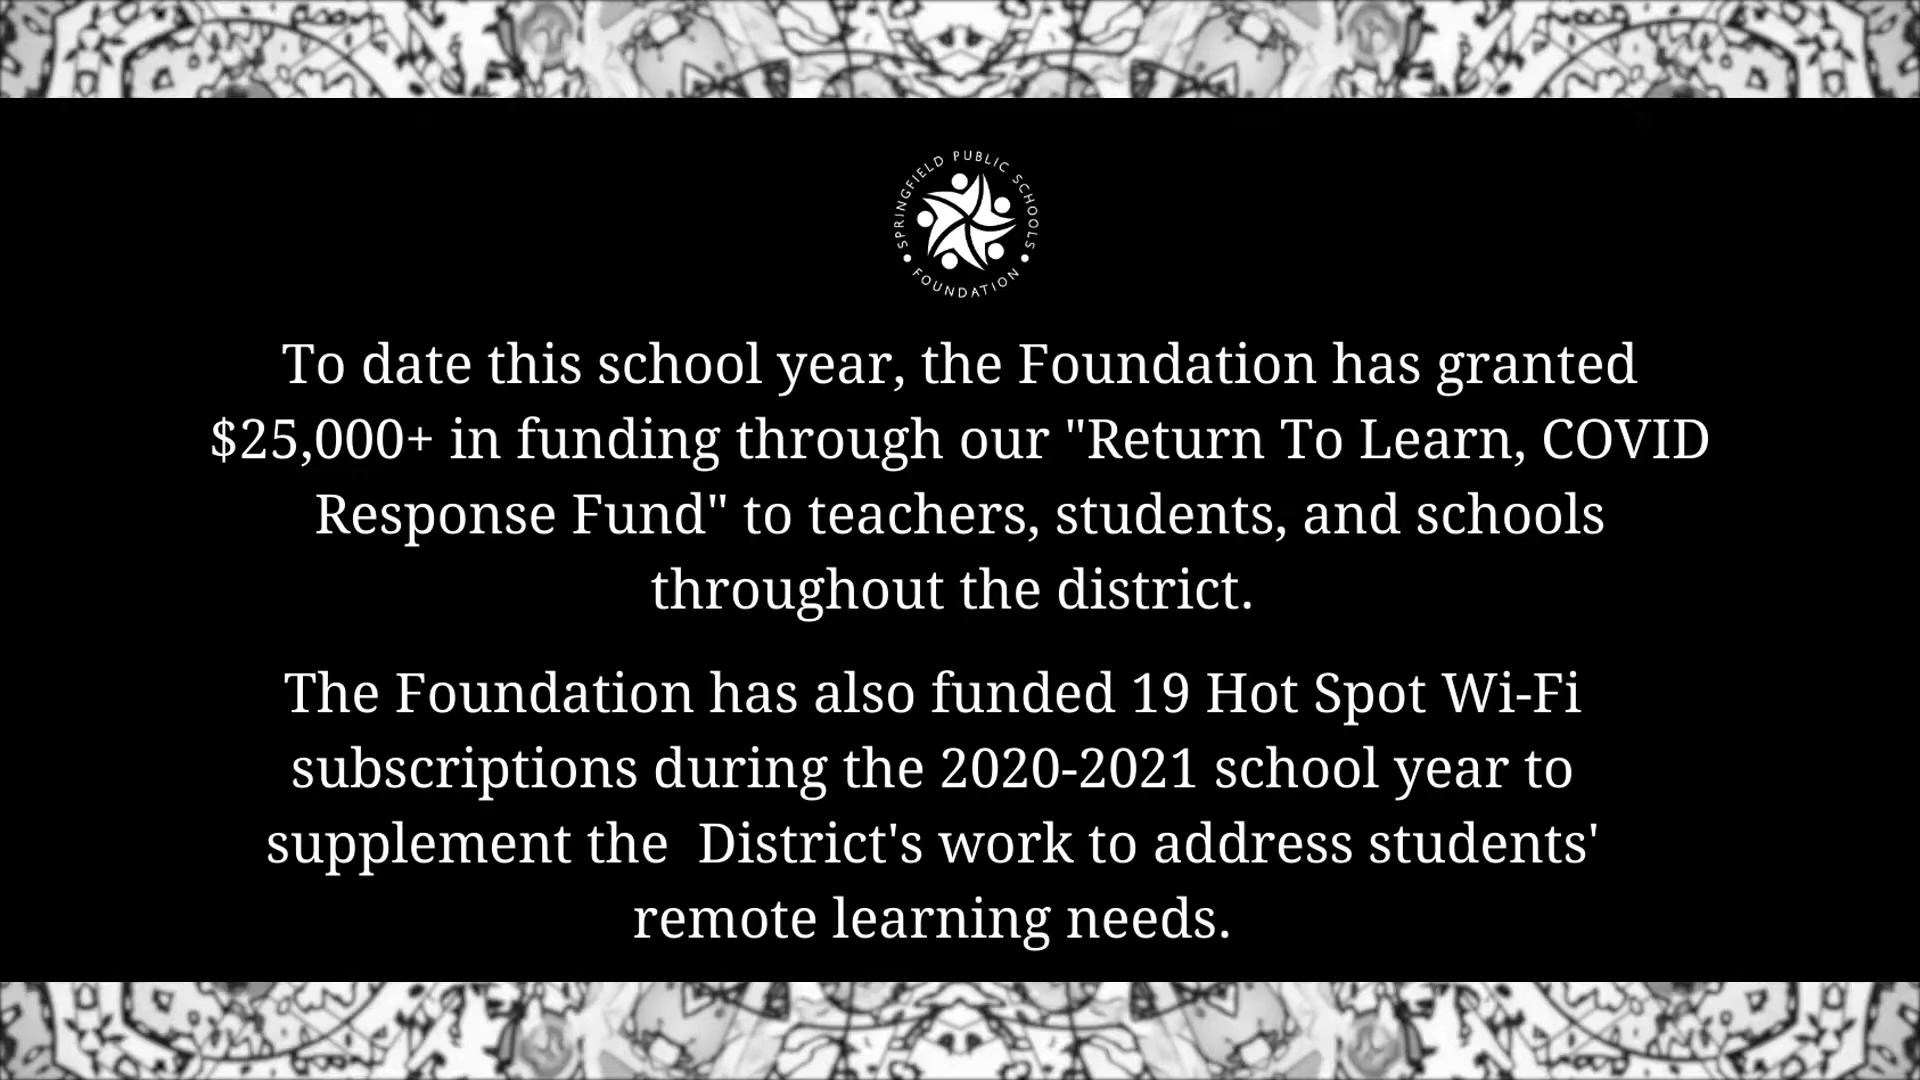 SPRINGFIELD PUBLIC SCHOOLS
FOUNDATION
To date this school year, the Foundation has granted
$25,000+ in funding through our "Return To Learn, COVID
Response Fund" to teachers, students, and schools
throughout the district.
The Foundation has also funded 19 Hot Spot Wi-Fi
subscriptions during the 2020-2021 school year to
supplement the  District's work to address students'
remote learning needs.